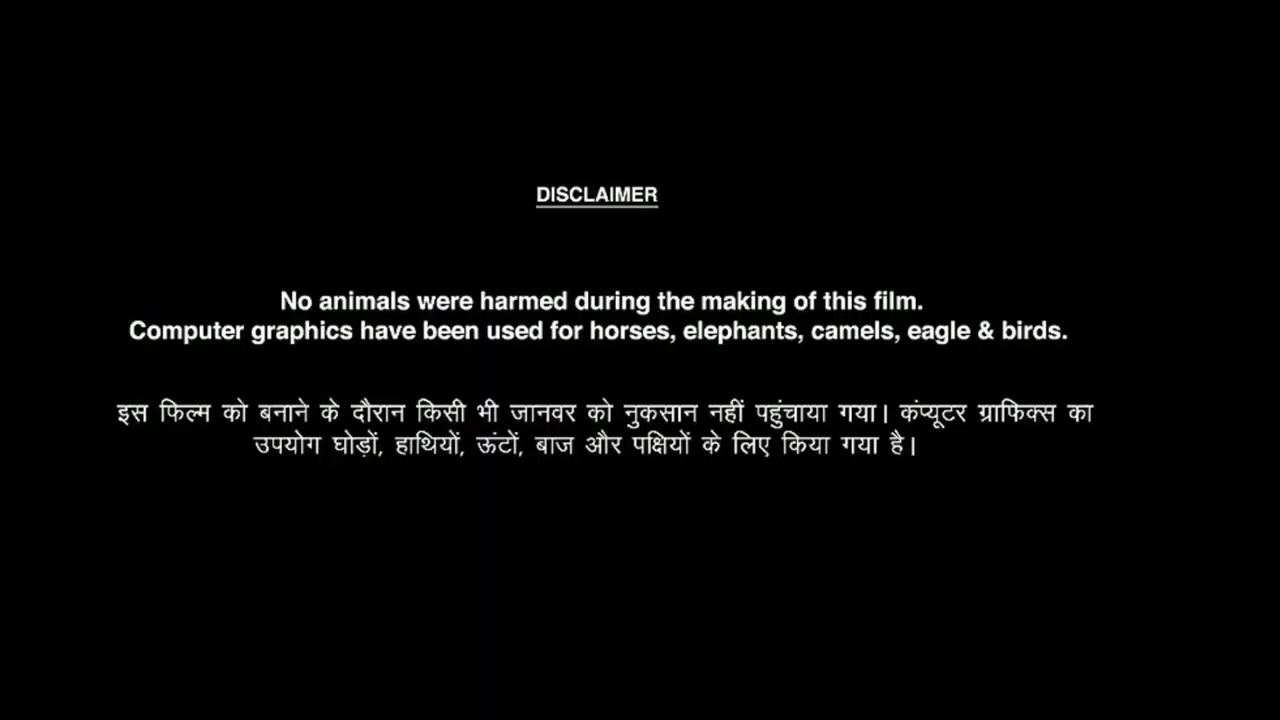 DISCLAIMER
No animals were harmed during the making of this film.
Computer graphics have been used for horses, elephants, camels, eagle & birds.
इस फिल्म को बनाने के दौरान किसी भी जानवर को नुकसान नहीं पहुंचाया गया। कंप्यूटर ग्राफिक्स का
उपयोग घोड़ों, हाथियों, ऊंटों, बाज और पक्षियों के लिए किया गया है।